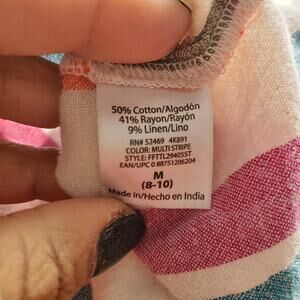 50% Cotton/Algodón
41% Rayon/Rayón
9% Linen/Lino
RN# 52469 4K891
COLOR: MULTI STRIPE
STYLE: FFTTL29405ST
EAN/UPC 0 88751206204
M
(8-10)
Made in/Hecho en India